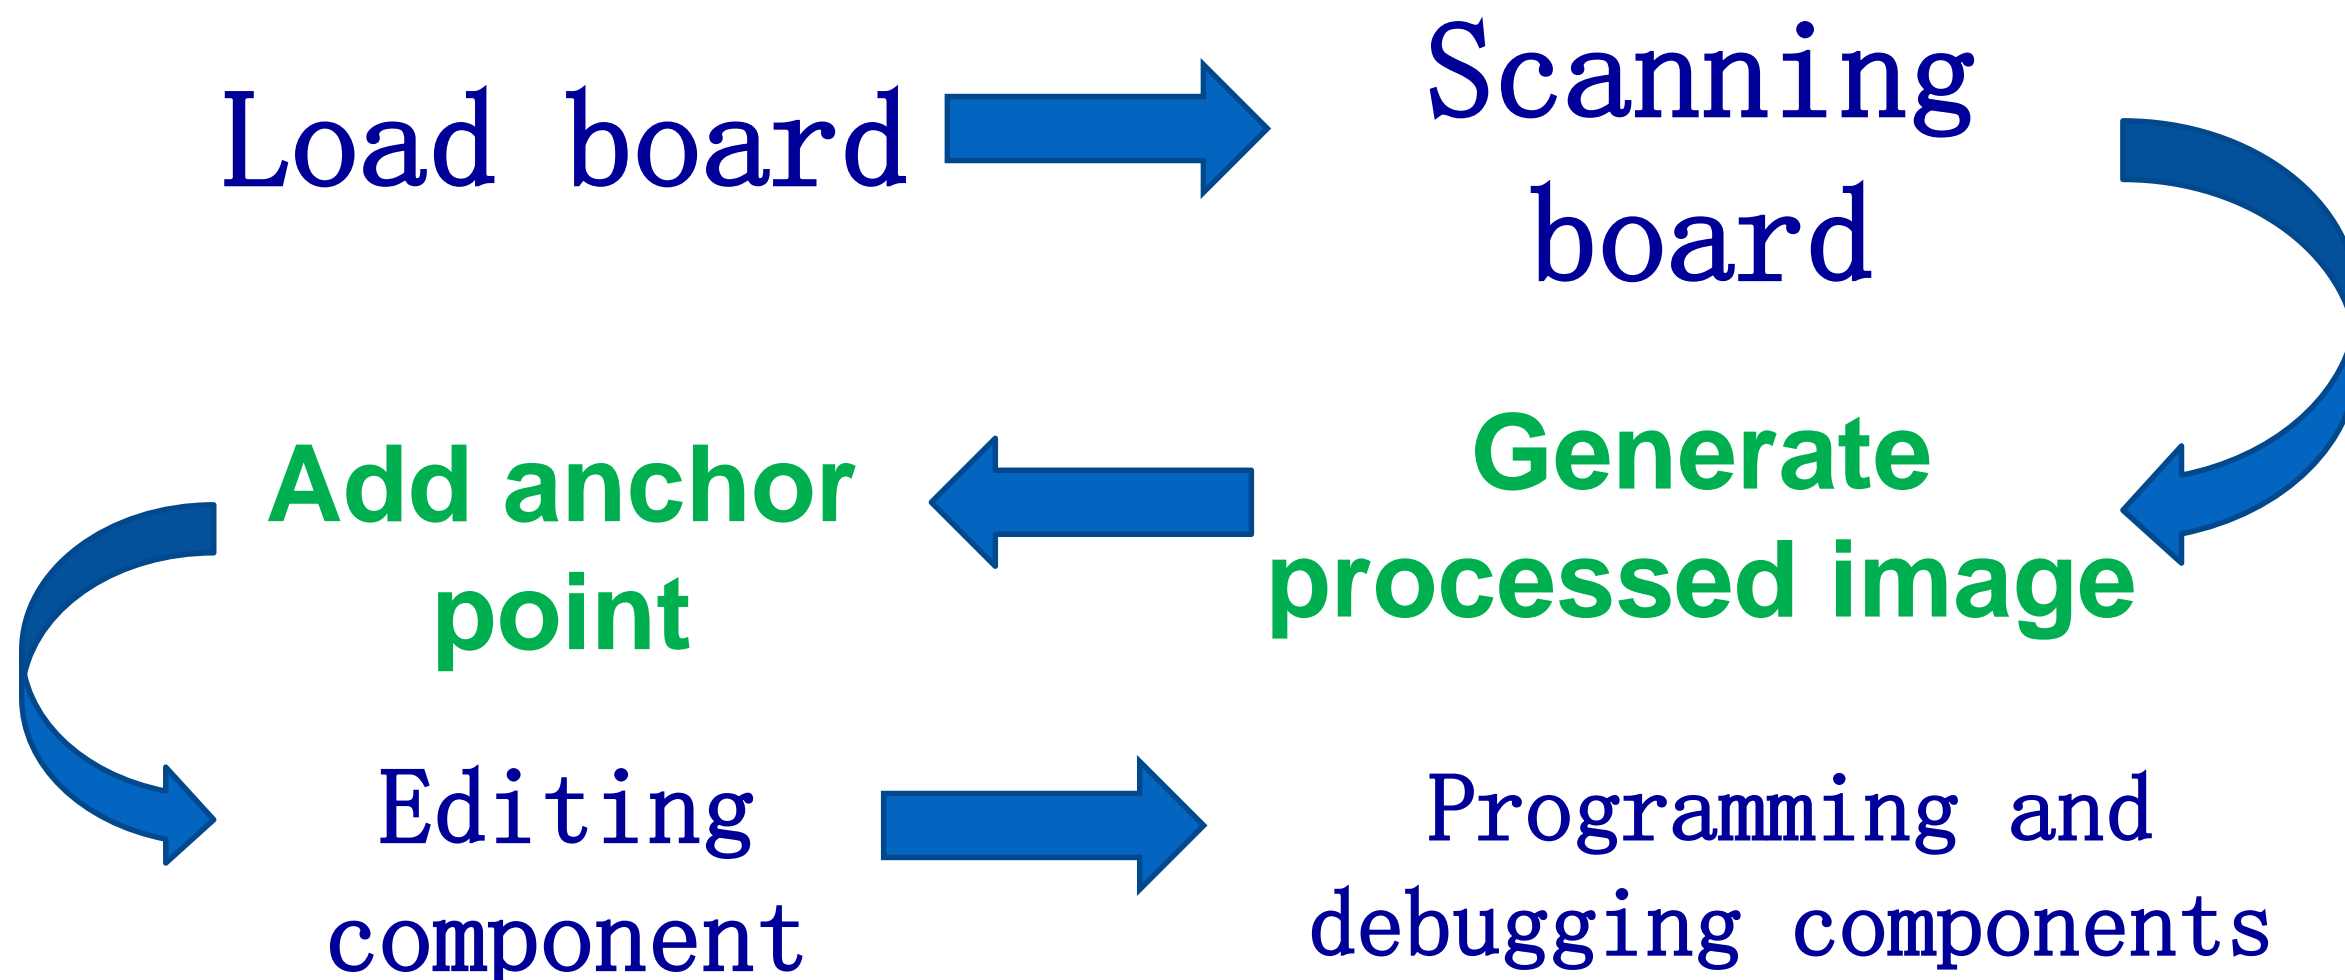 Load board
Scanning
board
Generate
processed image
Add anchor
point
Editing
component
Programming and
debugging components